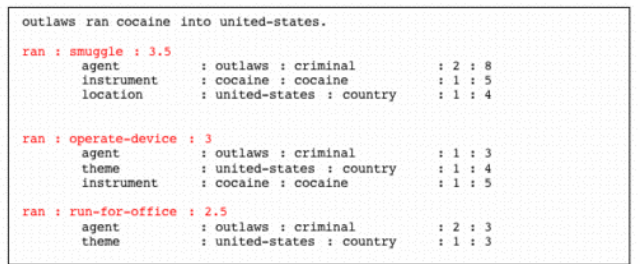 outlaws ran cocaine into united-states.
ran : smuggle : 3.5
agent : outlaws : criminal : 2 : 8
instrument : cocaine : cocaine : 1 : 5
location : united-states : country : 1 : 4
ran : operate-device : 3
agent : outlaws : criminal : 1 : 3
theme : united-states : country : 1 : 4
instrument : cocaine : cocaine : 1 : 5
ran : run-for-office : 2.5
agent : outlaws : criminal : 2 : 3
theme : united-states : country : 1 : 3